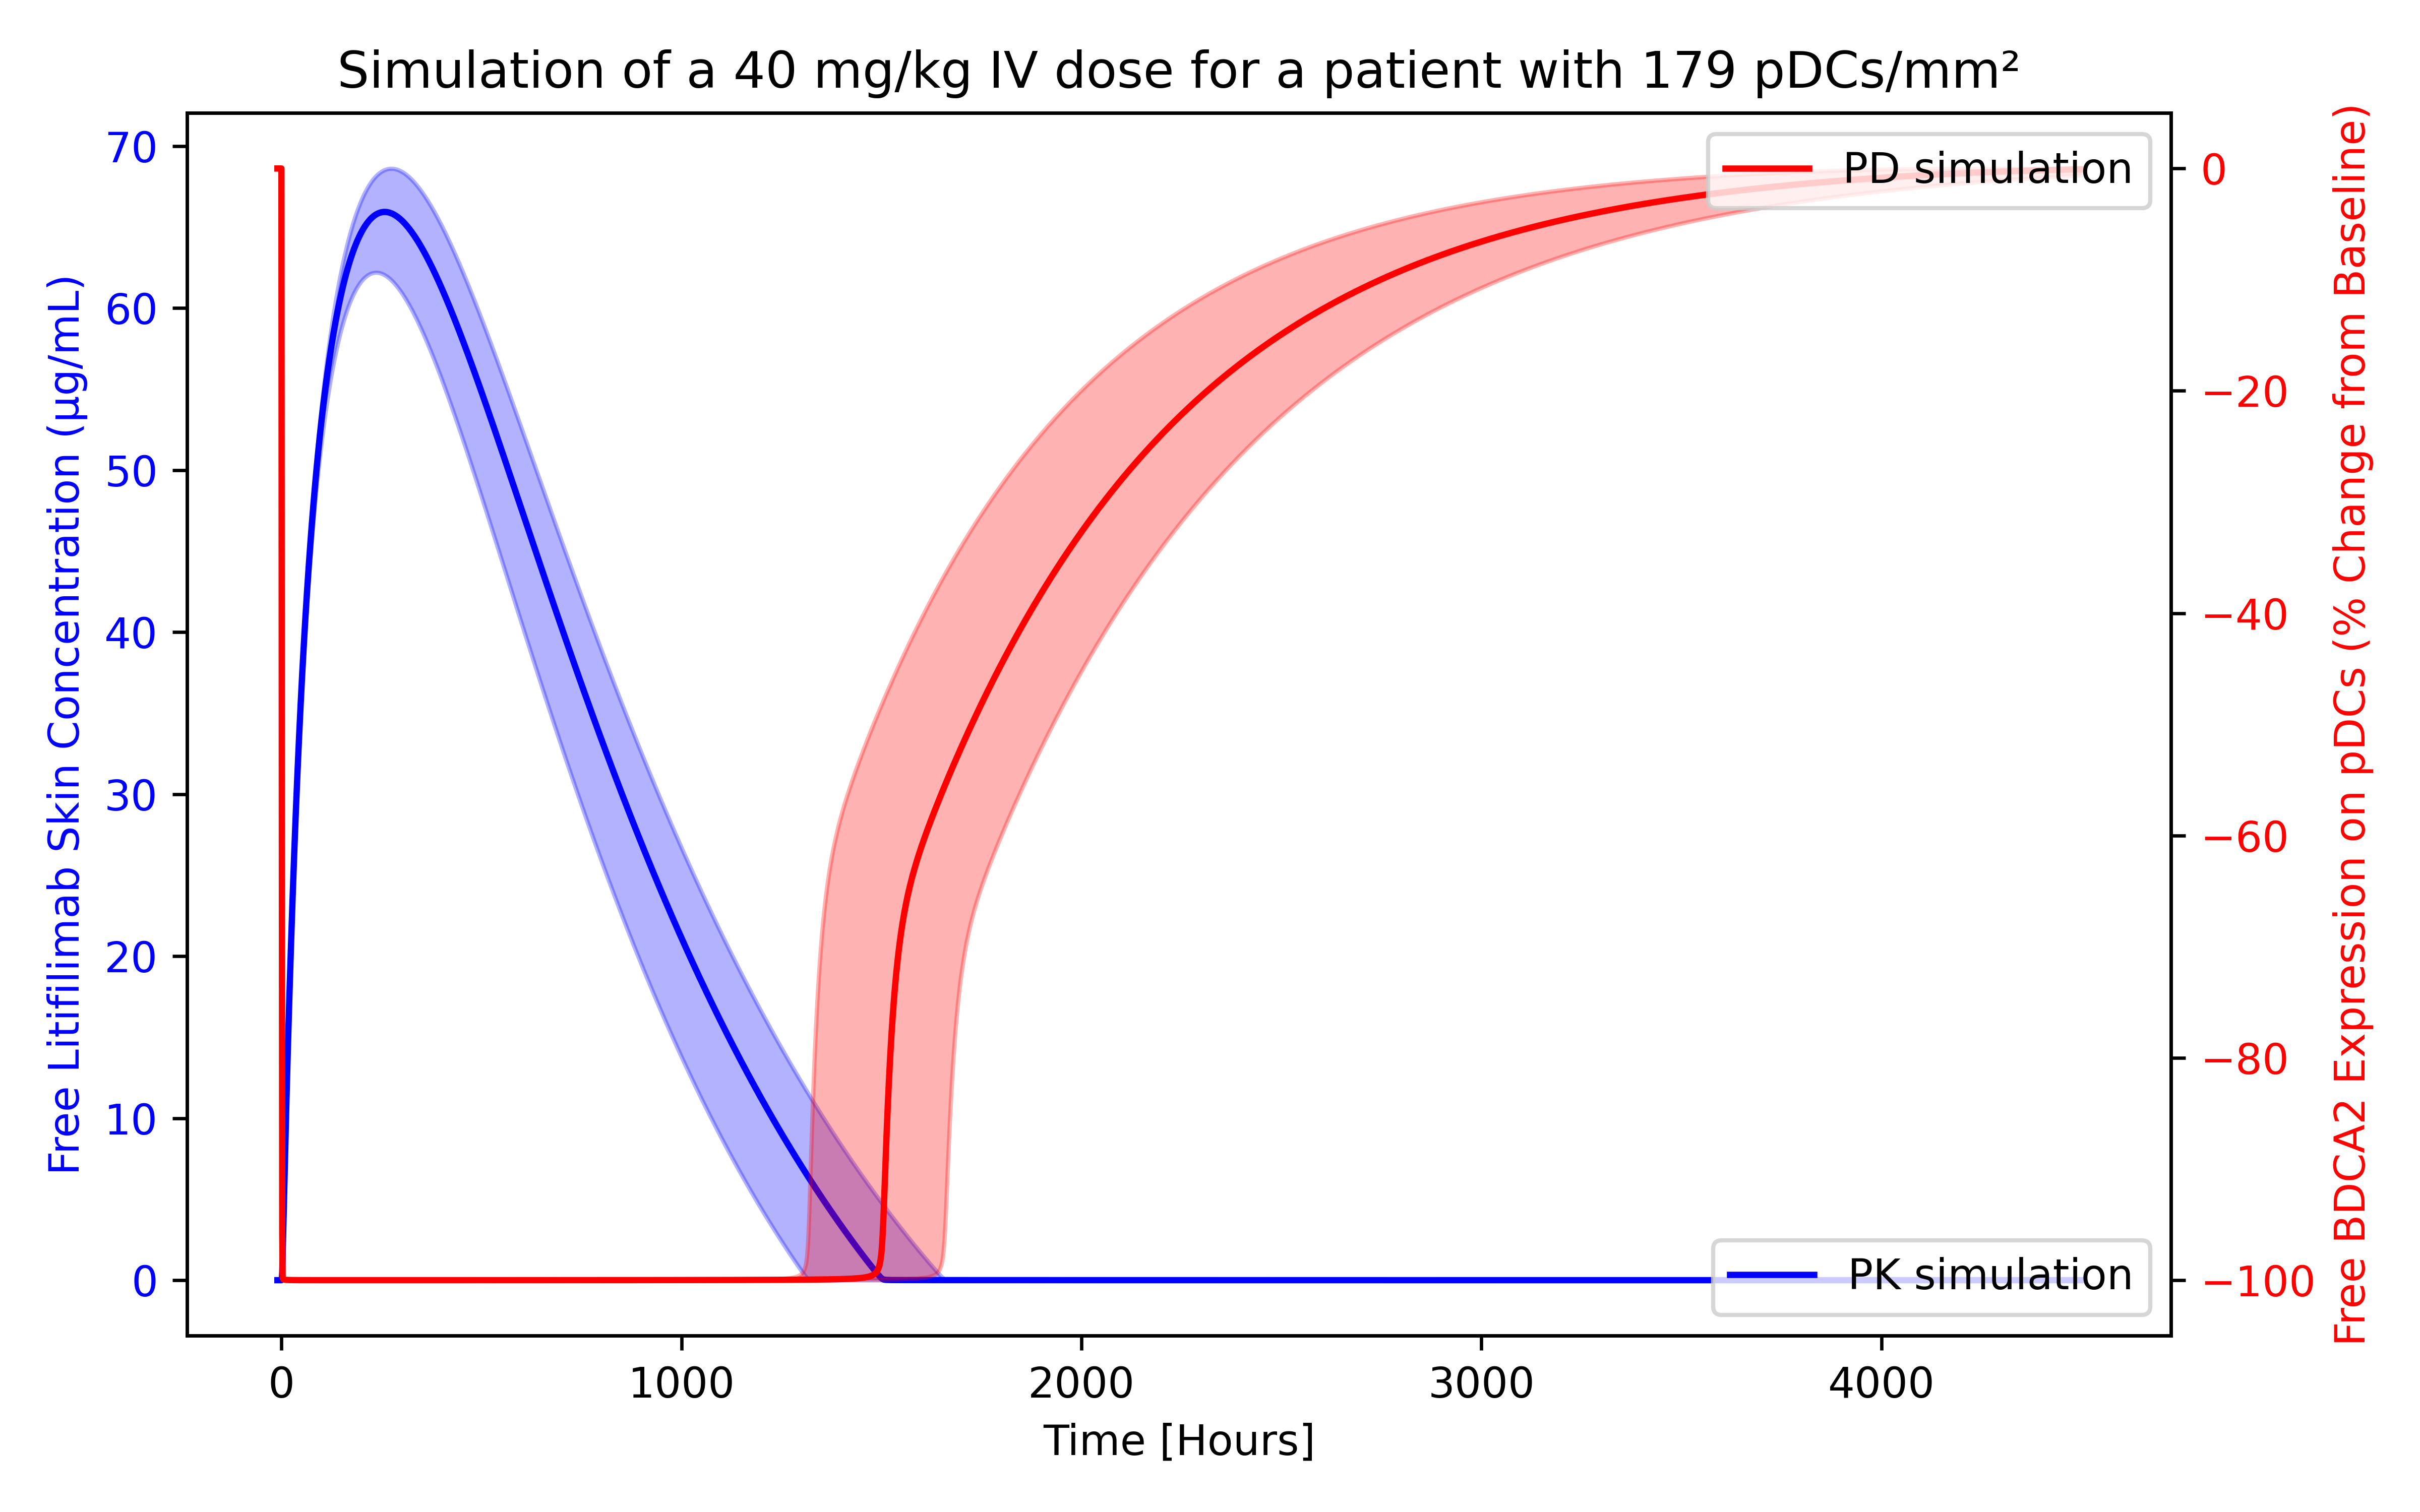 Simulation of a 40 mg/kg IV dose for a patient with 179 pDCs/mm²
Free Litifilimab Skin Concentration (µg/mL)
70
60
50
40
30
20
10
0
PD simulation
PK simulation
0
−20
−40
−60
−80
−100
Free BDCA2 Expression on pDCs (% Change from Baseline)
0 1000 2000 3000 4000
Time [Hours]